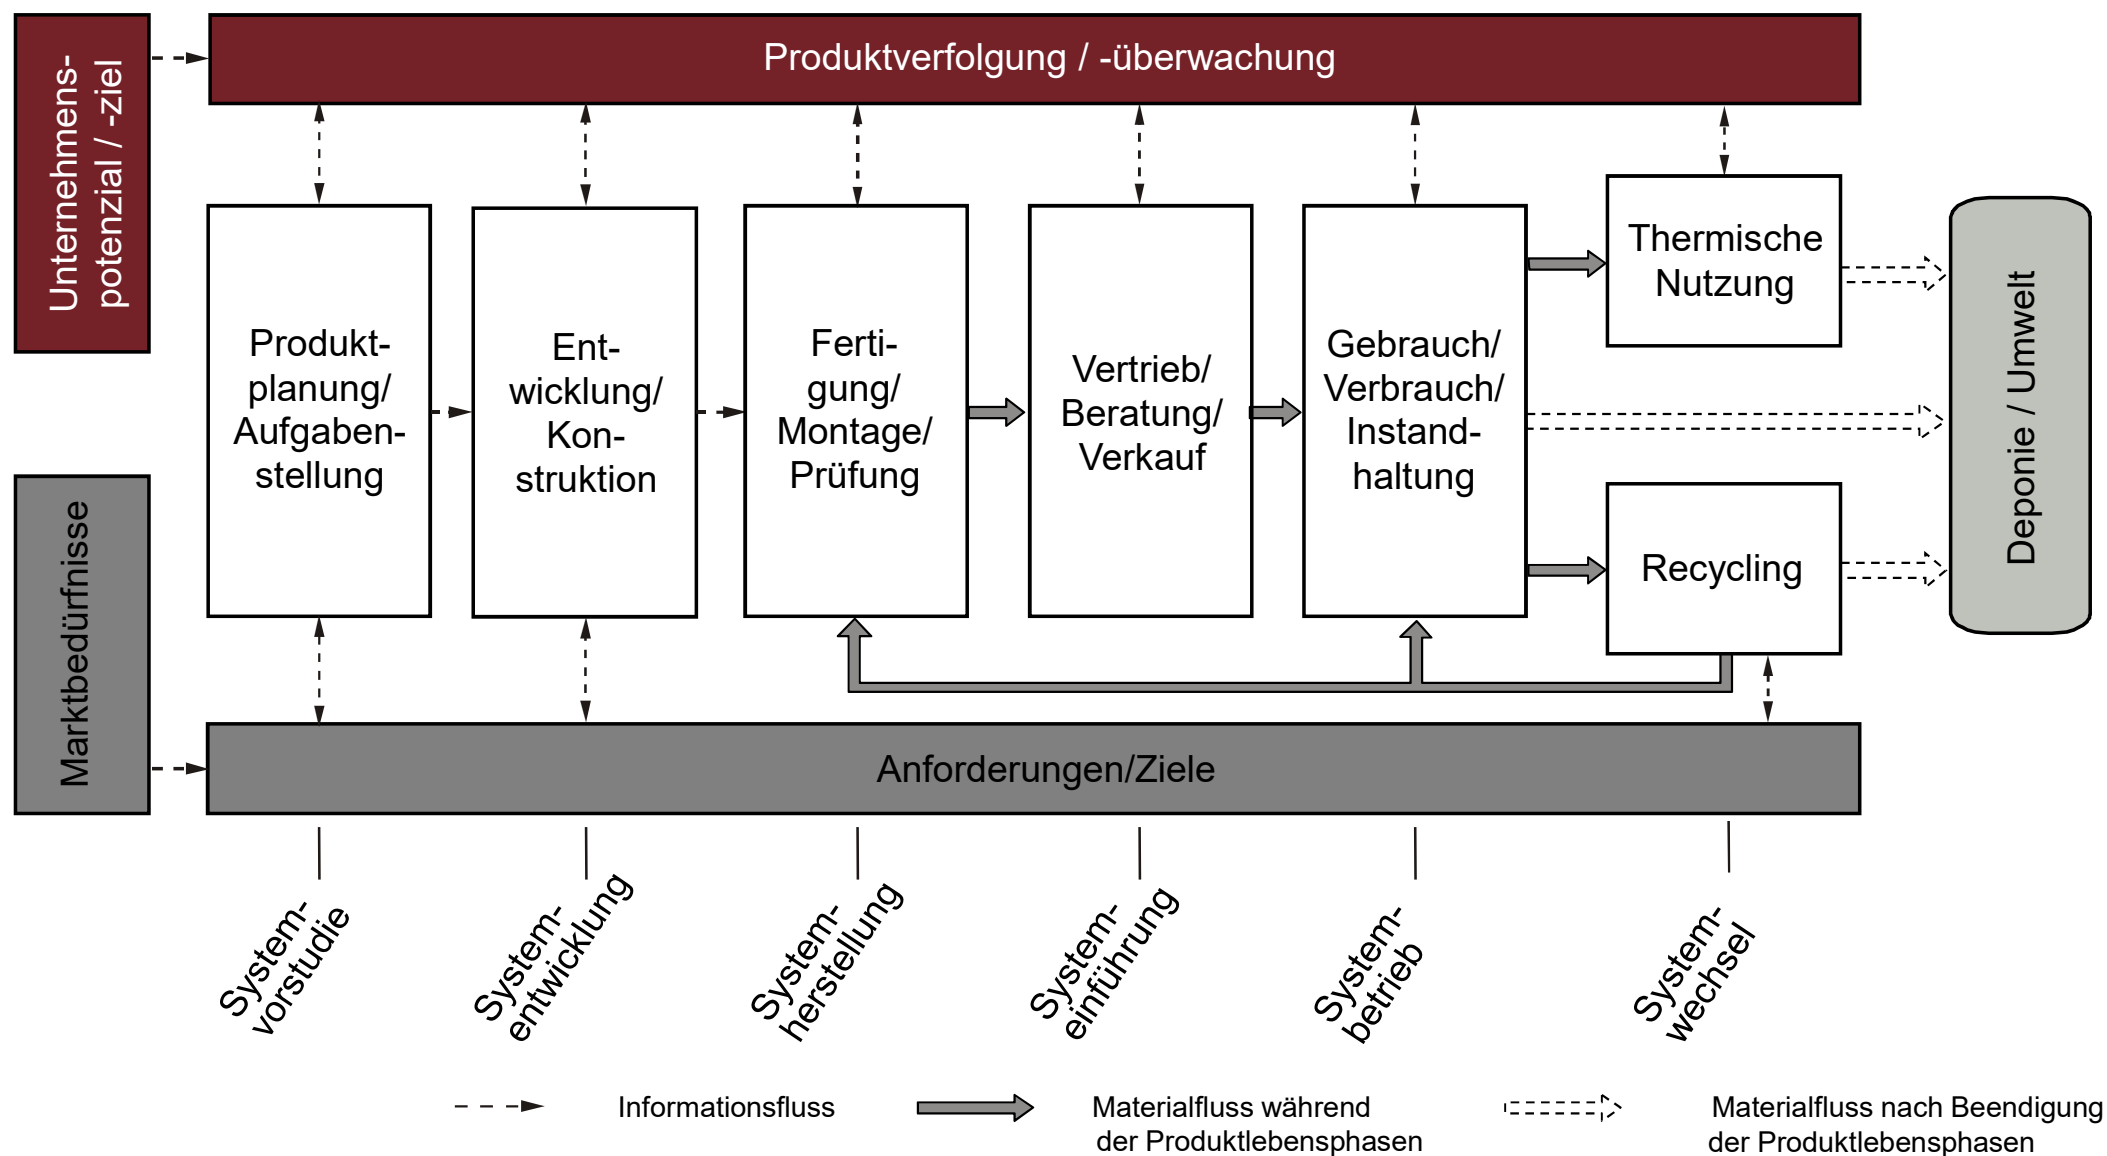 Unternehmens-
potenzial / -ziel
Produktverfolgung / -überwachung
Marktbedürfnisse
Produkt-
planung/
Aufgaben-
stellung
Ent-
wicklung/
Kon-
struktion
Ferti-
gung/
Montage/
Prüfung
Vertrieb/
Beratung/
Verkauf
Gebrauch/
Verbrauch/
Instand-
haltung
Thermische
Nutzung
Recycling
Deponie / Umwelt
Anforderungen/Ziele
System-
vorstudie
System-
entwicklung
System-
herstellung
System-
einführung
System-
betrieb
System-
wechsel
Informationsfluss
Materialfluss während
der Produktlebensphasen
Materialfluss nach Beendigung
der Produktlebensphasen